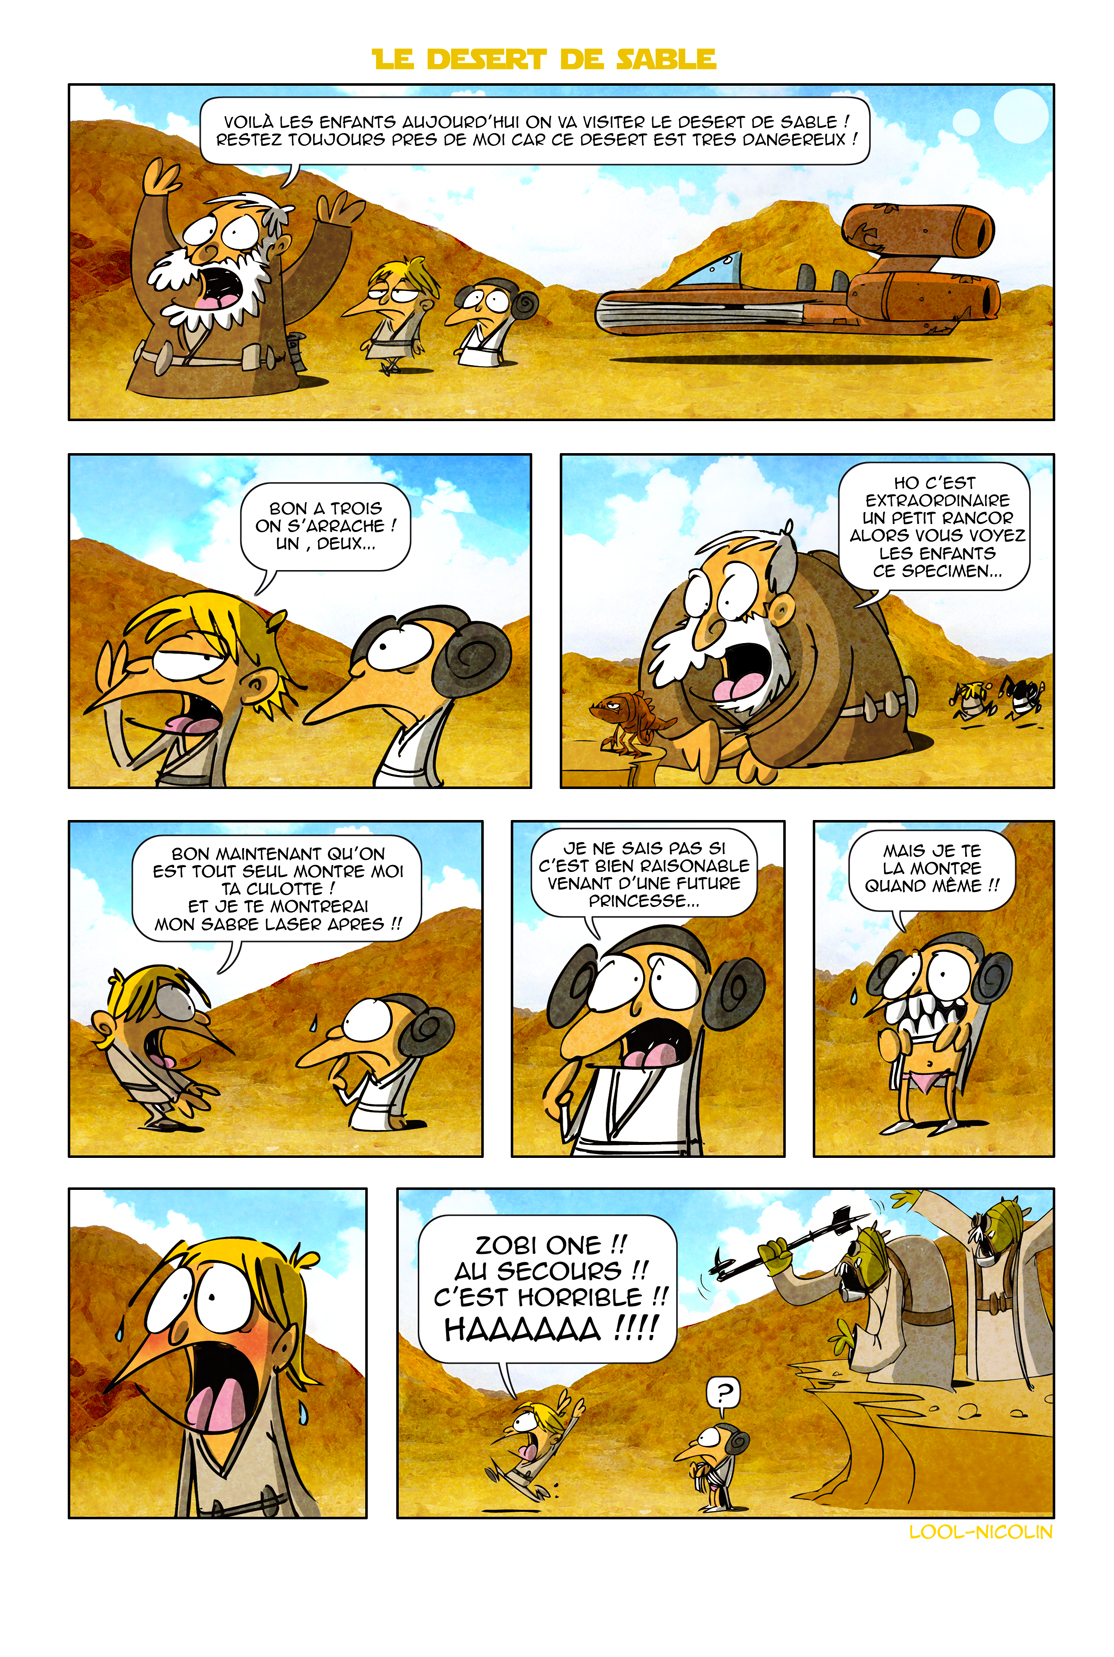 LE DESERT DE SABLE
VOILÀ LES ENFANTS AUJOURD'HUI ON VA VISITER LE DESERT DE SABLE !
RESTEZ TOUJOURS PRES DE MOI CAR CE DESERT EST TRES DANGEREUX !
BON A TROIS
ON S'ARRACHE !
UN , DEUX...
HO C'EST
EXTRAORDINAIRE
UN PETIT RANCOR
ALORS VOUS VOYEZ
LES ENFANTS
CE SPECIMEN...
BON MAINTENANT QU'ON
EST TOUT SEUL MONTRE MOI
TA CULOTTE !
ET JE TE MONTRERAI
MON SABRE LASER APRES !!
JE NE SAIS PAS SI
C'EST BIEN RAISONABLE
VENANT D'UNE FUTURE
PRINCESSE...
MAIS JE TE
LA MONTRE
QUAND MÊME !!
ZOBI ONE !!
AU SECOURS !!
C'EST HORRIBLE !!
HAAAAAA !!!!
?
LOOL-NICOLIN